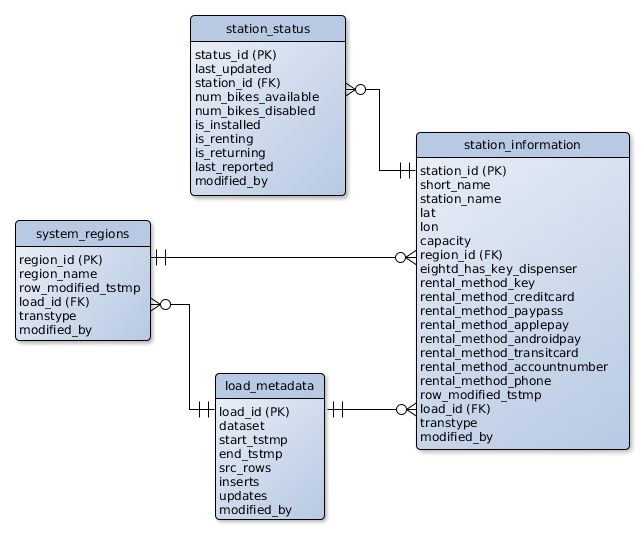 station_status
status_id (PK)
last_updated
station_id (FK)
num_bikes_available
num_bikes_disabled
is_installed
is_renting
is_returning
last_reported
modified_by
station_information
station_id (PK)
short_name
station_name
lat
lon
capacity
region_id (FK)
eightd_has_key_dispenser
rental_method_key
rental_method_creditcard
rental_method_paypass
rental_method_applepay
rental_method_androidpay
rental_method_transitcard
rental_method_accountnumber
rental_method_phone
row_modified_tstmp
load_id (FK)
transtype
modified_by
system_regions
region_id (PK)
region_name
row_modified_tstmp
load_id (FK)
transtype
modified_by
load_metadata
load_id (PK)
dataset
start_tstmp
end_tstmp
src_rows
inserts
updates
modified_by